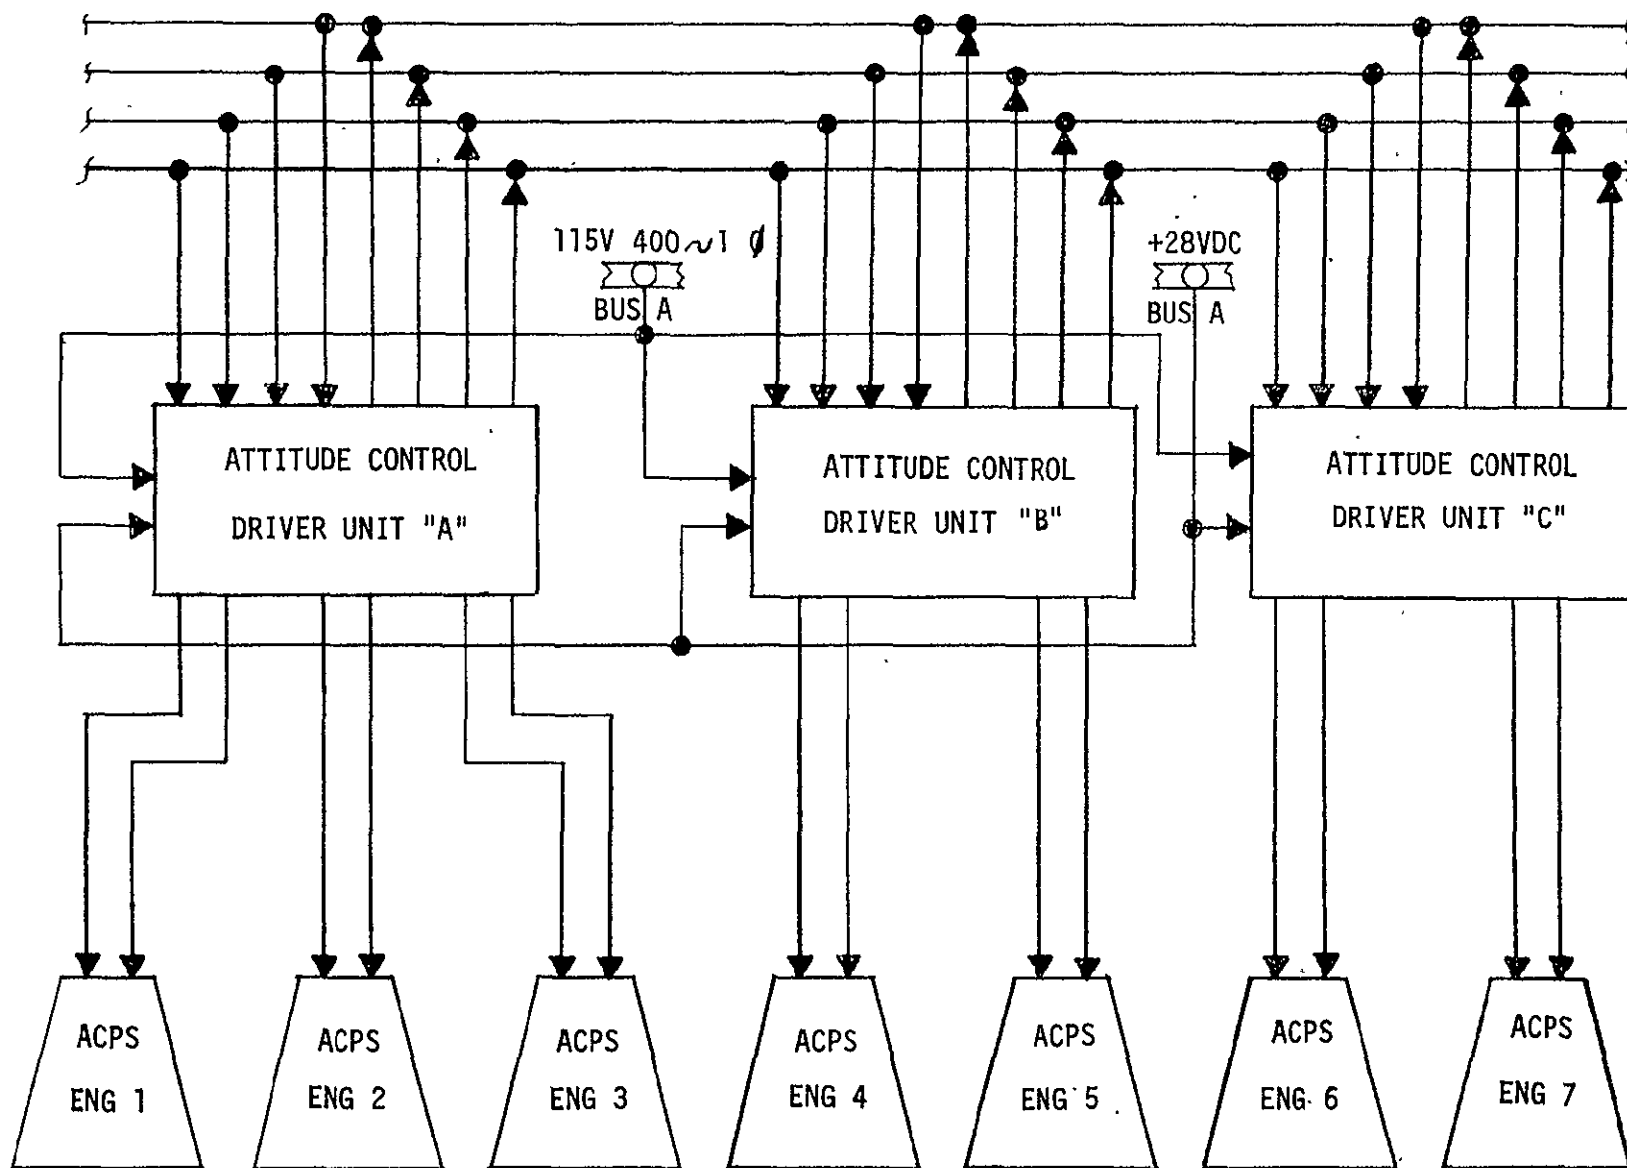 115V 400~1 Ø
BUS A
+28VDC
BUS A
ATTITUDE CONTROL
DRIVER UNIT "A"
ATTITUDE CONTROL
DRIVER UNIT "B"
ATTITUDE CONTROL
DRIVER UNIT "C"
ACPS
ENG 1
ACPS
ENG 2
ACPS
ENG 3
ACPS
ENG 4
ACPS
ENG 5
ACPS
ENG 6
ACPS
ENG 7